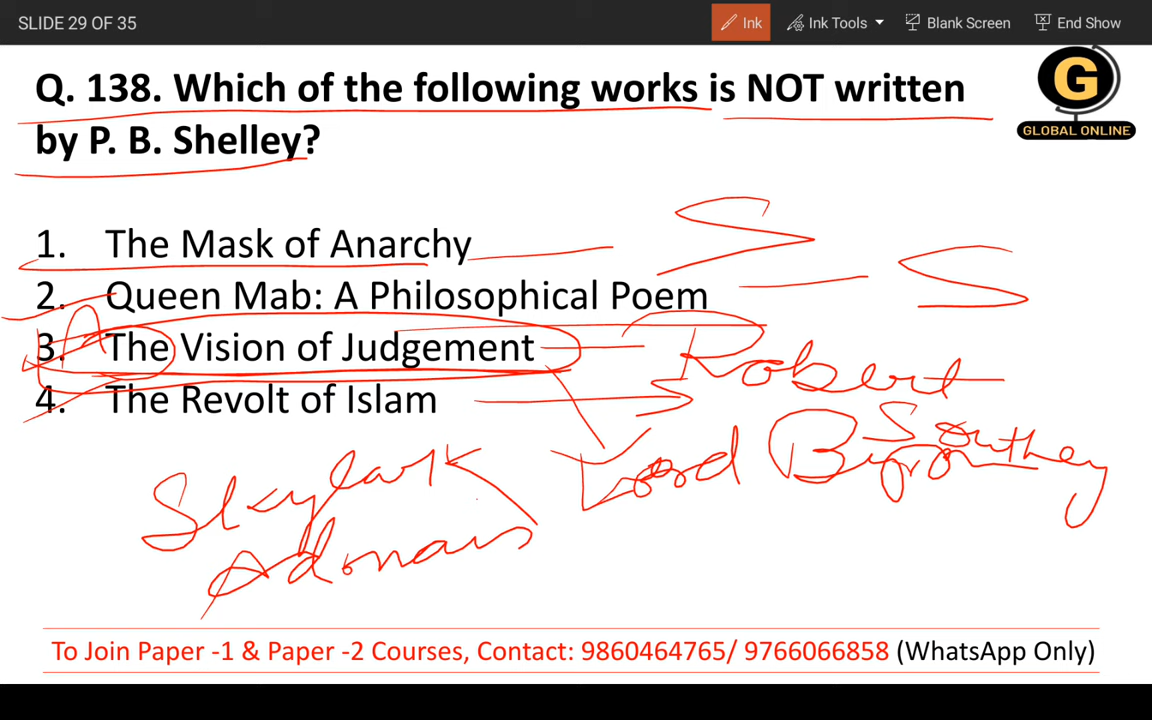 SLIDE 29 OF 35 Ink Ink Tools Blank Screen End Show
Q. 138. Which of the following works is NOT written
by P. B. Shelley?
G
GLOBAL ONLINE
1. The Mask of Anarchy S
2. Queen Mab: A Philosophical Poem S
A
3. The Vision of Judgement Robert
4. The Revolt of Islam S Southey
Lord Byron
Skylark
Adonais
To Join Paper -1 & Paper -2 Courses, Contact: 9860464765/ 9766066858 (WhatsApp Only)